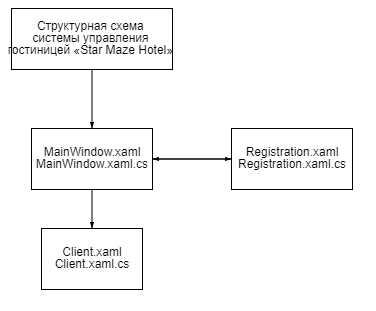 Структурная схема
системы управления
гостиницей «Star Maze Hotel»
MainWindow.xaml
MainWindow.xaml.cs
Registration.xaml
Registration.xaml.cs
Client.xaml
Client.xaml.cs